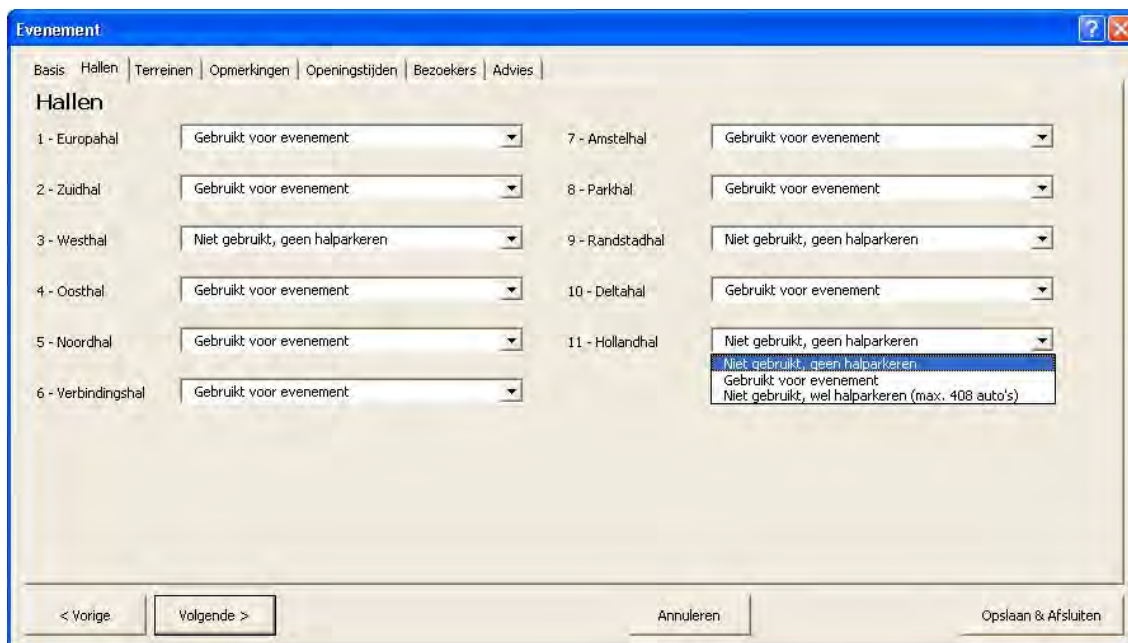 Evenement
Basis Hallen Terreinen Opmerkingen Openingstijden Bezoekers Advies
Hallen
1 - Europahal Gebruikt voor evenement 7 - Amstelhal Gebruikt voor evenement
2 - Zuidhal Gebruikt voor evenement 8 - Parkhal Gebruikt voor evenement
3 - Westhal Niet gebruikt, geen halparkeren 9 - Randstadhal Niet gebruikt, geen halparkeren
4 - Oosthal Gebruikt voor evenement 10 - Deltahal Gebruikt voor evenement
5 - Noordhal Gebruikt voor evenement 11 - Hollandhal Niet gebruikt, geen halparkeren
Niet gebruikt, geen halparkeren
Gebruikt voor evenement
6 - Verbindingshal Gebruikt voor evenement Niet gebruikt, wel halparkeren (max. 408 auto's)
< Vorige Volgende > Annuleren Opslaan & Afsluiten